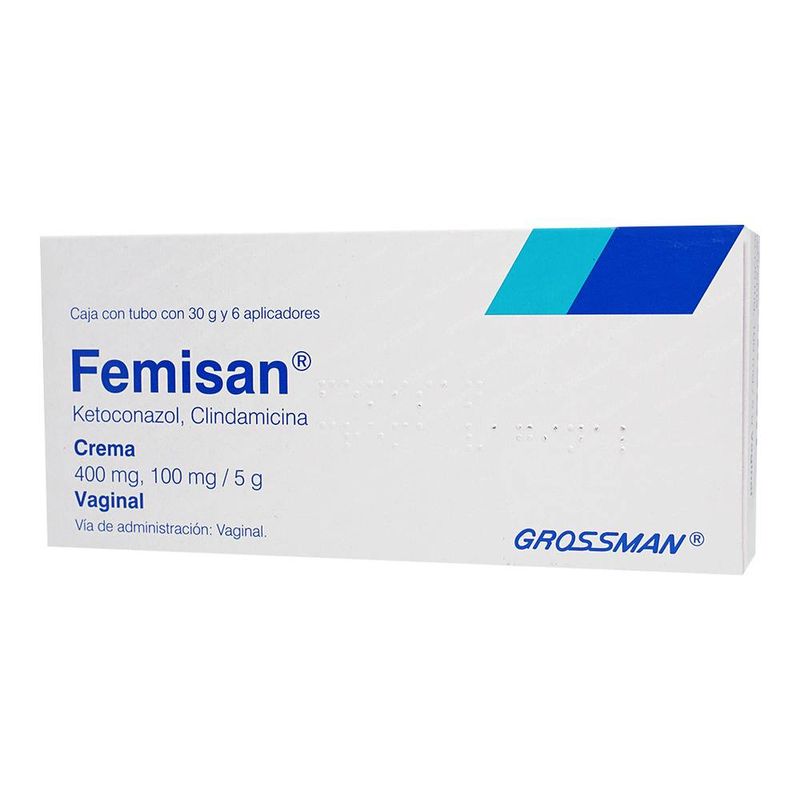 Caja con tubo con 30 g y 6 aplicadores
Femisan®
Ketoconazol, Clindamicina
Crema
400 mg, 100 mg / 5 g
Vaginal
Vía de administración: Vaginal.
GROSSMAN®